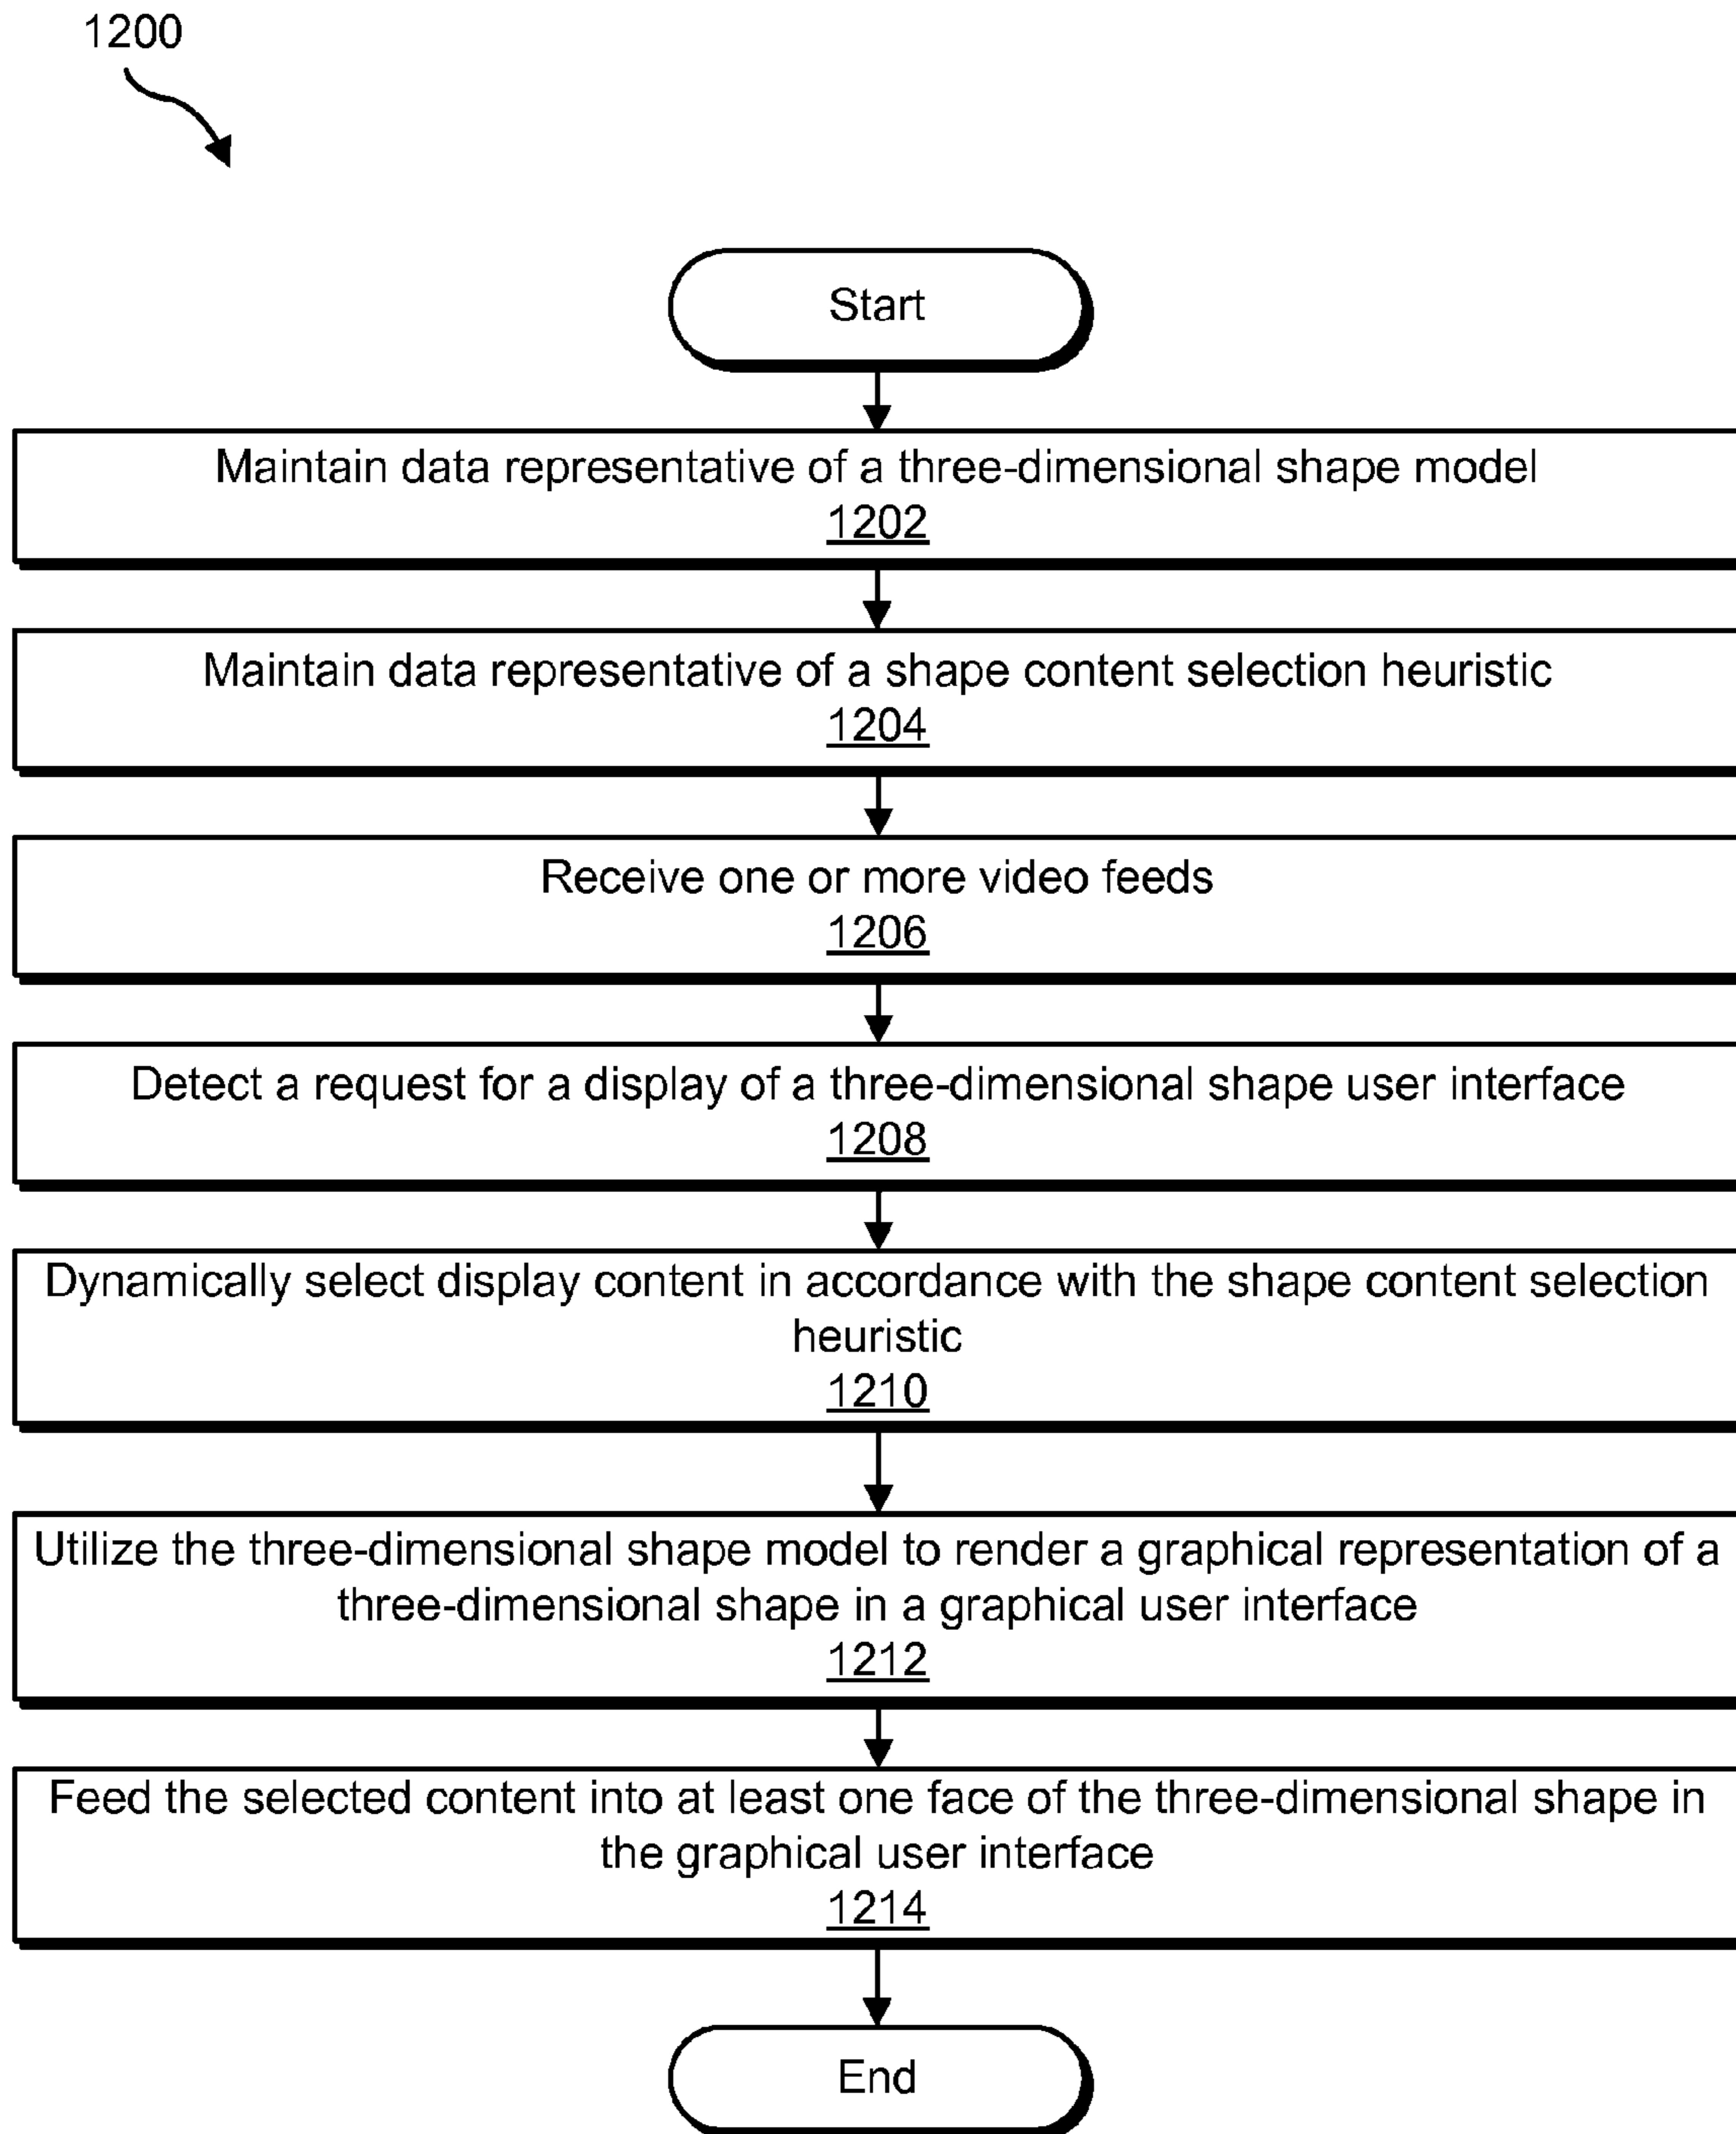 1200
Start
Maintain data representative of a three-dimensional shape model
1202
Maintain data representative of a shape content selection heuristic
1204
Receive one or more video feeds
1206
Detect a request for a display of a three-dimensional shape user interface
1208
Dynamically select display content in accordance with the shape content selection
heuristic
1210
Utilize the three-dimensional shape model to render a graphical representation of a
three-dimensional shape in a graphical user interface
1212
Feed the selected content into at least one face of the three-dimensional shape in
the graphical user interface
1214
End